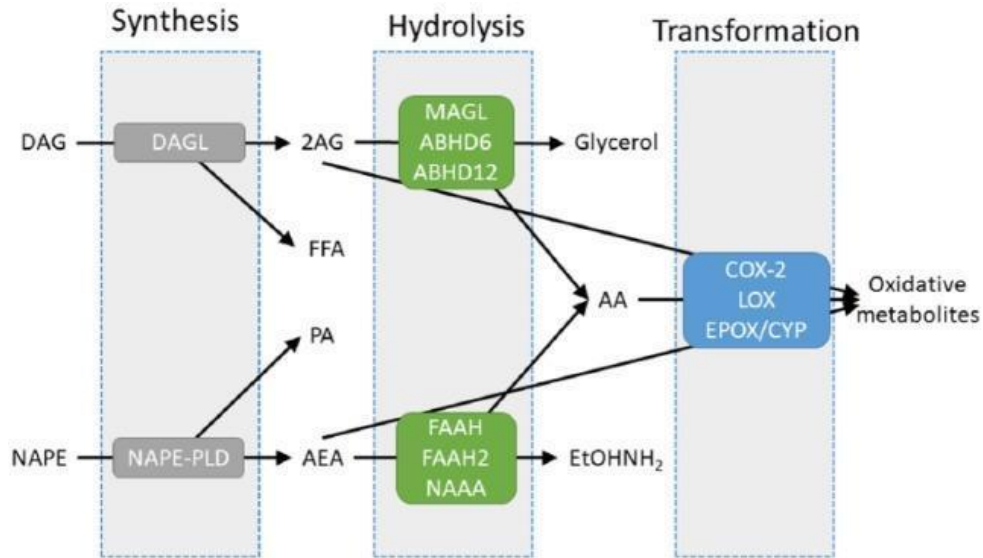 Synthesis
Hydrolysis
Transformation
DAG
DAGL
2AG
MAGL
ABHD6
ABHD12
Glycerol
FFA
PA
AA
COX-2
LOX
EPOX/CYP
Oxidative
metabolites
NAPE
NAPE-PLD
AEA
FAAH
FAAH2
NAAA
EtOHNH₂